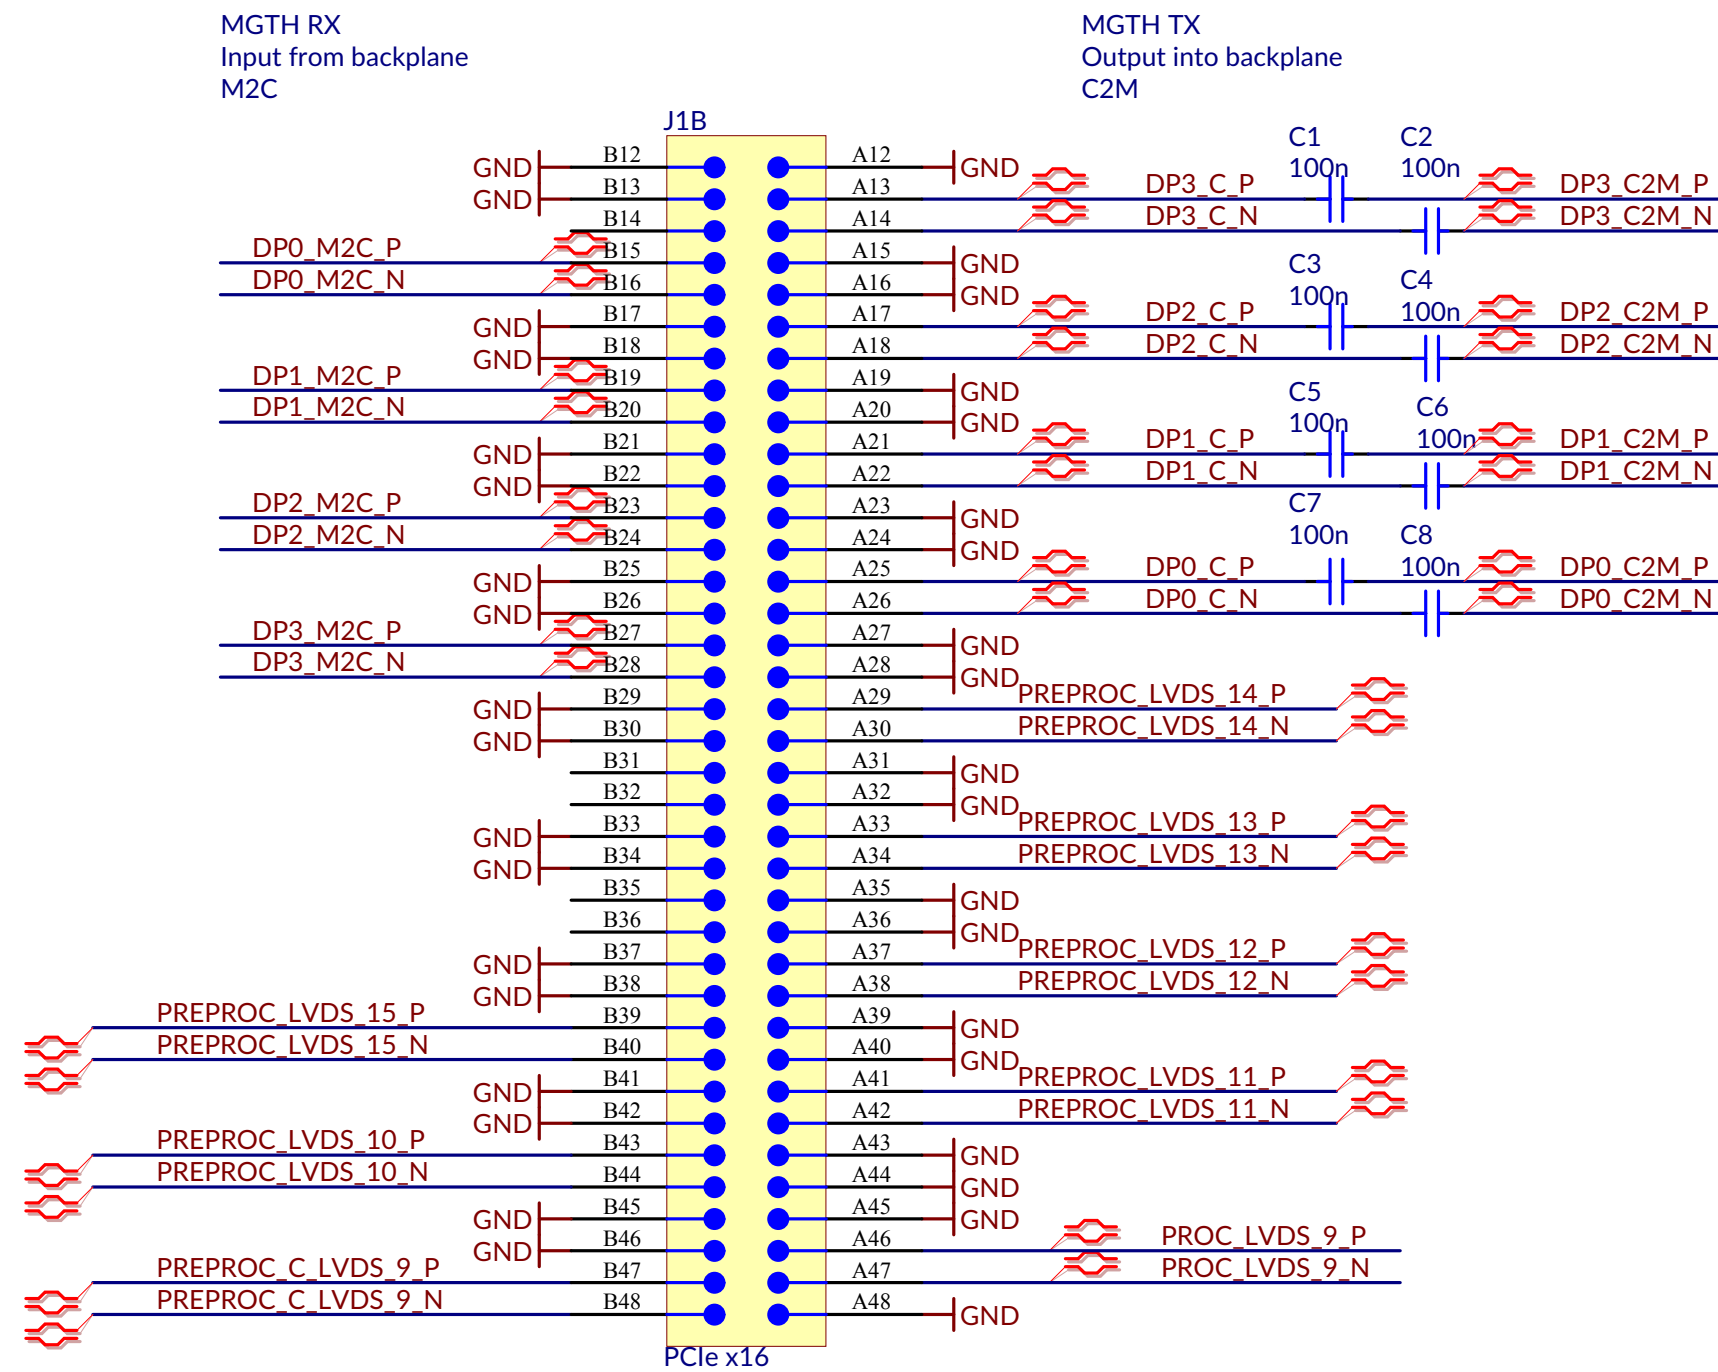 MGTH RX
Input from backplane
M2C
MGTH TX
Output into backplane
C2M
J1B
C1
100n
C2
100n
GND B12 A12 GND
GND B13 A13 DP3_C_P DP3_C2M_P
B14 A14 DP3_C_N DP3_C2M_N
DP0_M2C_P B15 A15 GND
C3
100n
C4
100n
DP0_M2C_N B16 A16 GND
GND B17 A17 DP2_C_P DP2_C2M_P
GND B18 A18 DP2_C_N DP2_C2M_N
DP1_M2C_P B19 A19 GND
C5
100n
C6
100n
DP1_M2C_N B20 A20 GND
GND B21 A21 DP1_C_P DP1_C2M_P
GND B22 A22 DP1_C_N DP1_C2M_N
DP2_M2C_P B23 A23 GND
C7
100n
C8
100n
DP2_M2C_N B24 A24 GND
GND B25 A25 DP0_C_P DP0_C2M_P
GND B26 A26 DP0_C_N DP0_C2M_N
DP3_M2C_P B27 A27 GND
DP3_M2C_N B28 A28 GND
GND B29 A29 PREPROC_LVDS_14_P
GND B30 A30 PREPROC_LVDS_14_N
B31 A31 GND
B32 A32 GND
GND B33 A33 PREPROC_LVDS_13_P
GND B34 A34 PREPROC_LVDS_13_N
B35 A35 GND
B36 A36 GND
GND B37 A37 PREPROC_LVDS_12_P
GND B38 A38 PREPROC_LVDS_12_N
PREPROC_LVDS_15_P B39 A39 GND
PREPROC_LVDS_15_N B40 A40 GND
GND B41 A41 PREPROC_LVDS_11_P
GND B42 A42 PREPROC_LVDS_11_N
PREPROC_LVDS_10_P B43 A43 GND
PREPROC_LVDS_10_N B44 A44 GND
GND B45 A45 GND
GND B46 A46 PROC_LVDS_9_P
PREPROC_C_LVDS_9_P B47 A47 PROC_LVDS_9_N
PREPROC_C_LVDS_9_N B48 A48 GND
PCIe x16